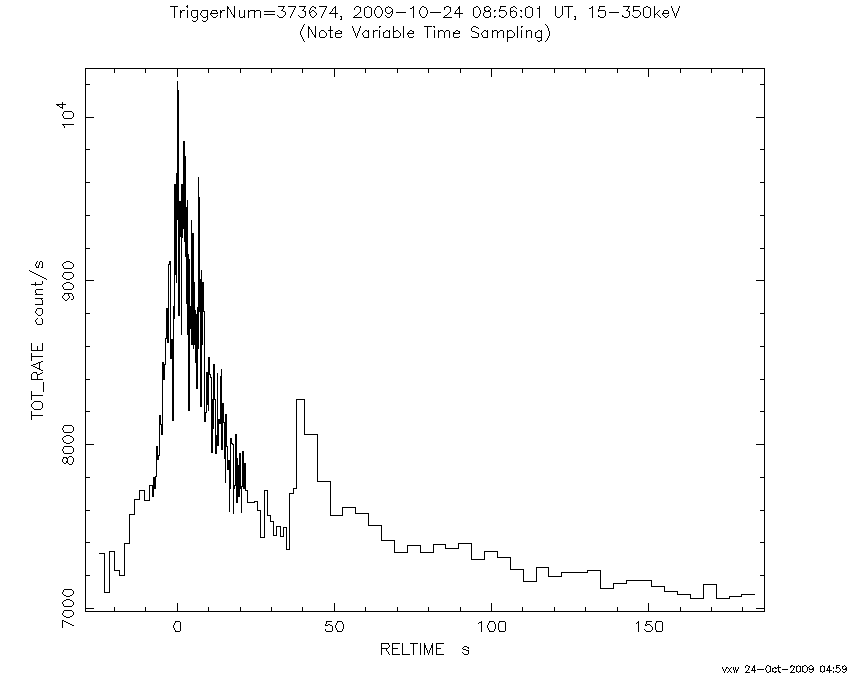 TriggerNum=373674, 2009-10-24 08:56:01 UT, 15-350keV
(Note Variable Time Sampling)
10^4
9000
8000
7000
TOT_RATE count/s
0 50 100 150
RELTIME s
vxw 24-Oct-2009 04:59